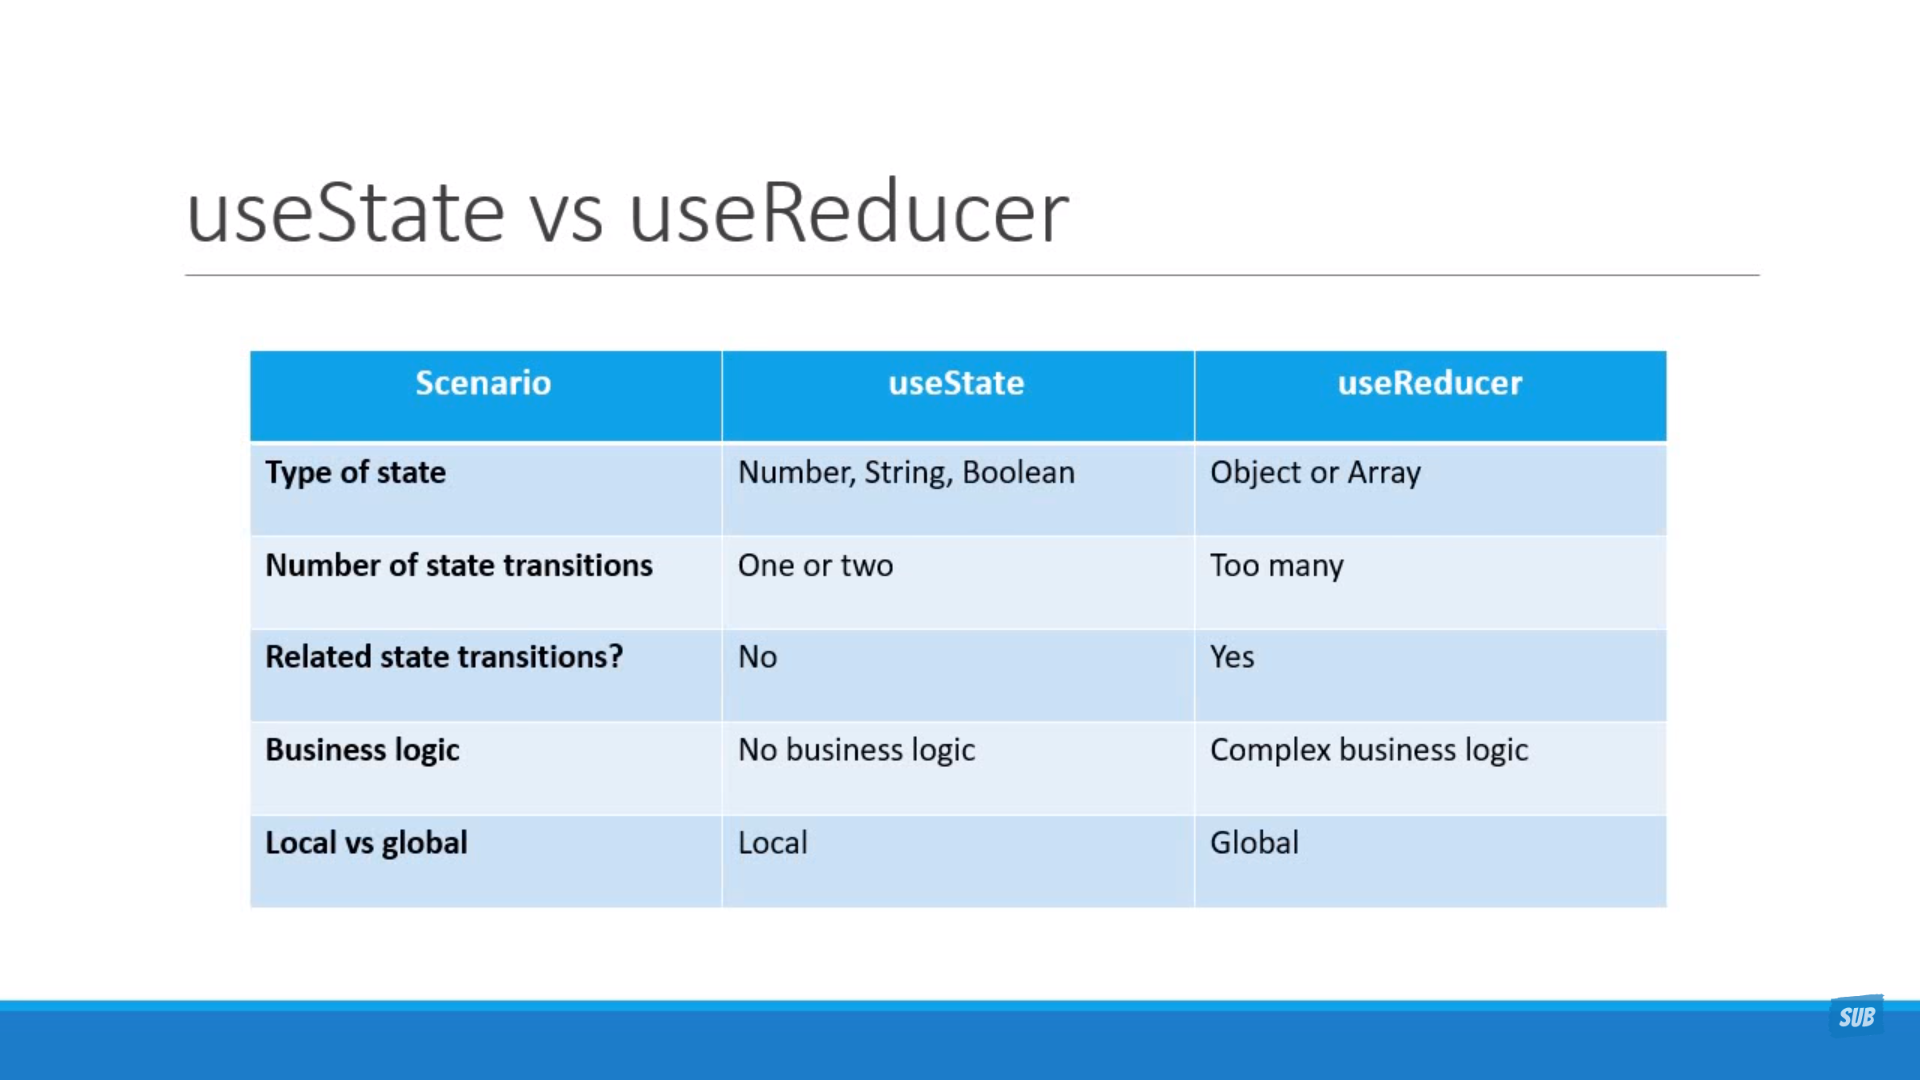 useState vs useReducer
Scenario useState useReducer
Type of state Number, String, Boolean Object or Array
Number of state transitions One or two Too many
Related state transitions? No Yes
Business logic No business logic Complex business logic
Local vs global Local Global
SUB